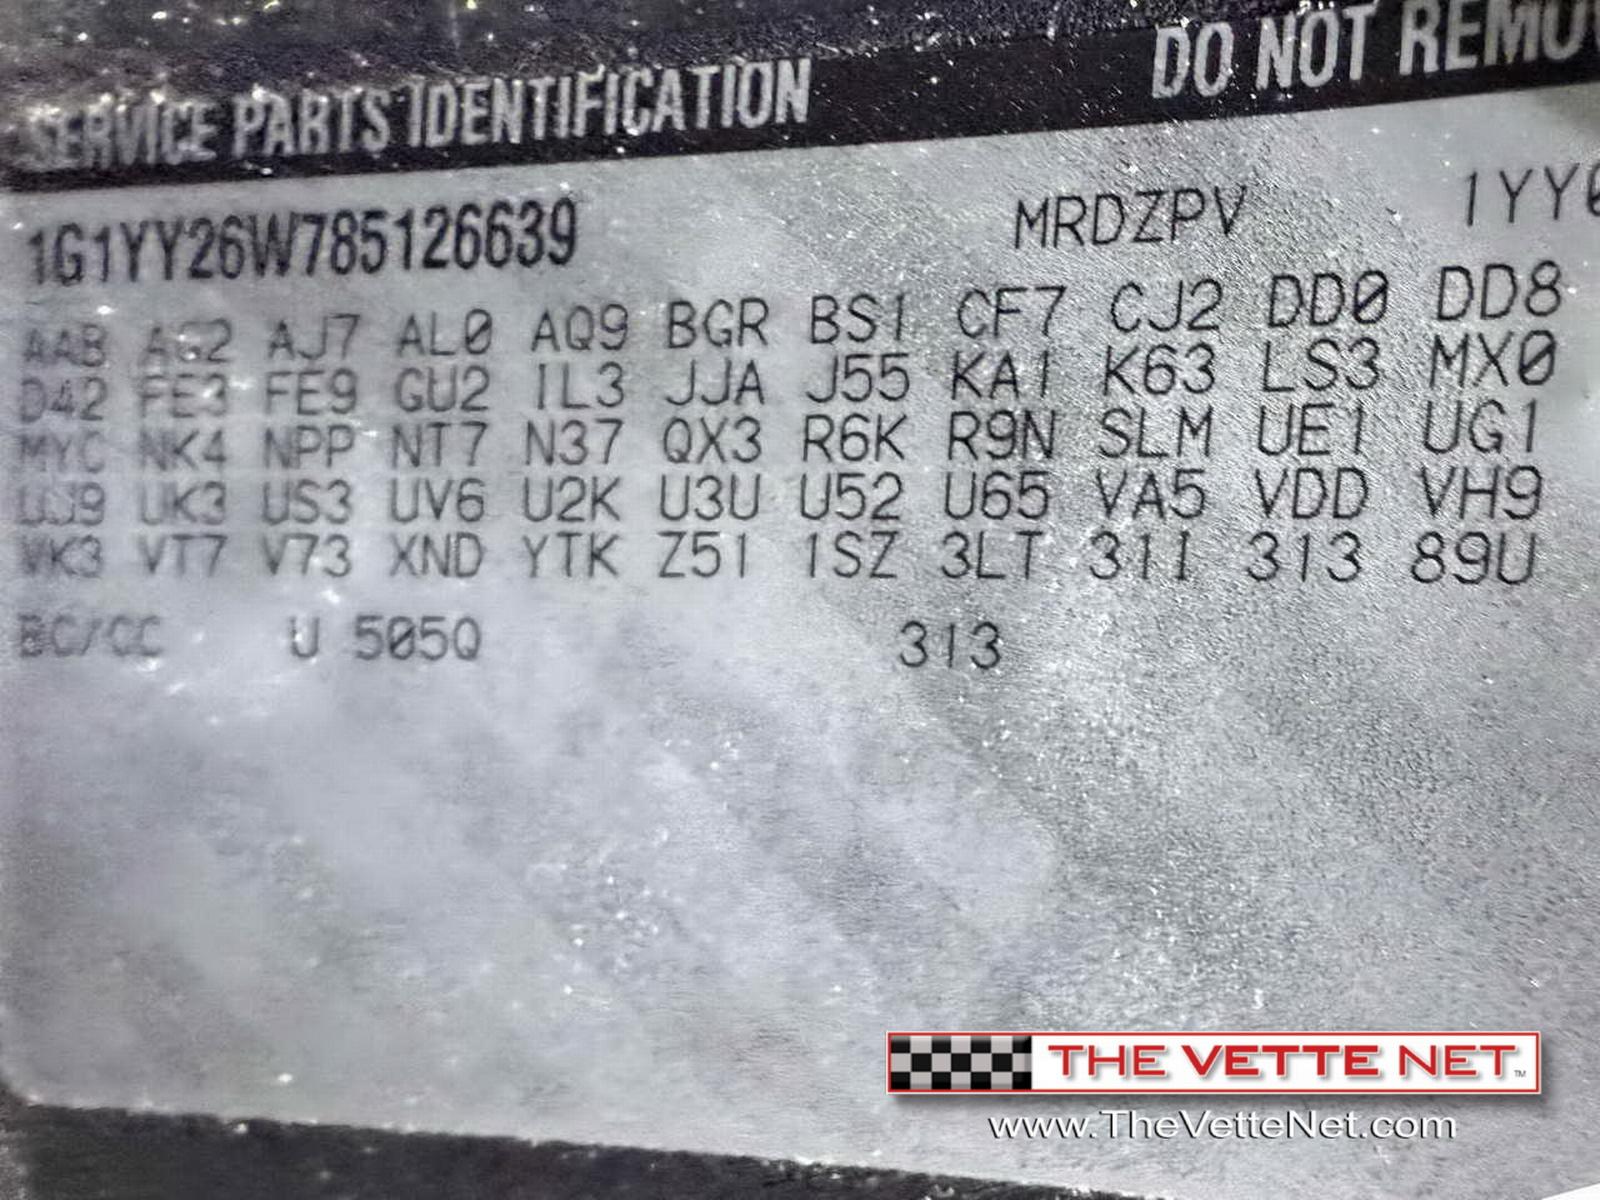 SERVICE PARTS IDENTIFICATION DO NOT REMO
1G1YY26W785126639 MRDZPV 1YY0
AAB AG2 AJ7 AL0 AQ9 BGR BS1 CF7 CJ2 DD0 DD8
D42 FE3 FE9 GU2 IL3 JJA J55 KA1 K63 LS3 MX0
MYC NK4 NPP NT7 N37 QX3 R6K R9N SLM UE1 UG1
UJ9 UK3 US3 UV6 U2K U3U U52 U65 VA5 VDD VH9
VK3 VT7 V73 XND YTK Z51 1SZ 3LT 31I 313 89U
BC/CC U 505Q 313
THE VETTE NET TM
www.TheVetteNet.com